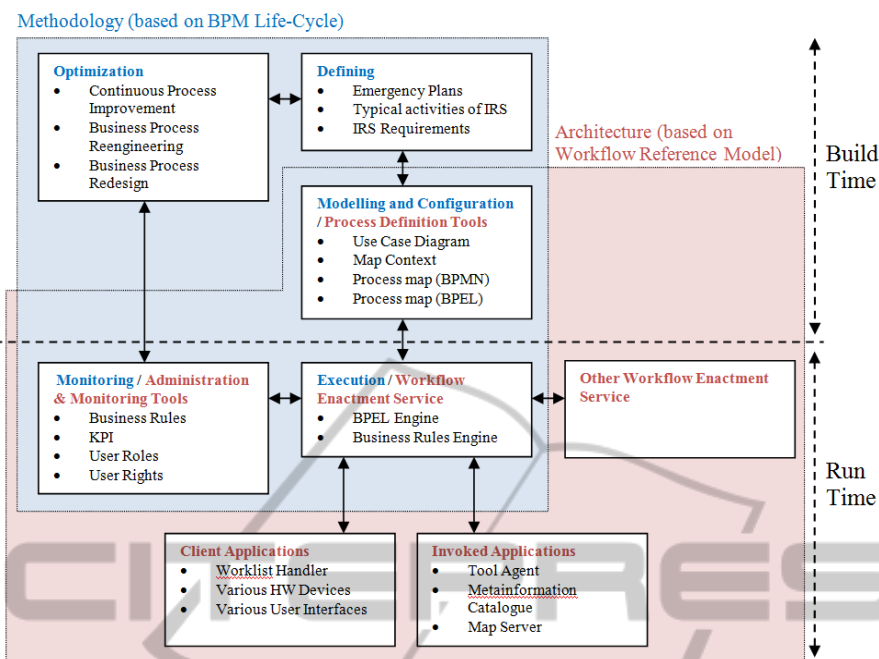 Methodology (based on BPM Life-Cycle)
Optimization
• Continuous Process
Improvement
• Business Process
Reengineering
• Business Process
Redesign
Defining
• Emergency Plans
• Typical activities of IRS
• IRS Requirements
Architecture (based on
Workflow Reference Model)
Build
Time
Modelling and Configuration
/ Process Definition Tools
• Use Case Diagram
• Map Context
• Process map (BPMN)
• Process map (BPEL)
Monitoring / Administration
& Monitoring Tools
• Business Rules
• KPI
• User Roles
• User Rights
Execution / Workflow
Enactment Service
• BPEL Engine
• Business Rules Engine
Other Workflow Enactment
Service
Run
Time
Client Applications
• Worklist Handler
• Various HW Devices
• Various User Interfaces
Invoked Applications
• Tool Agent
• Metainformation
Catalogue
• Map Server